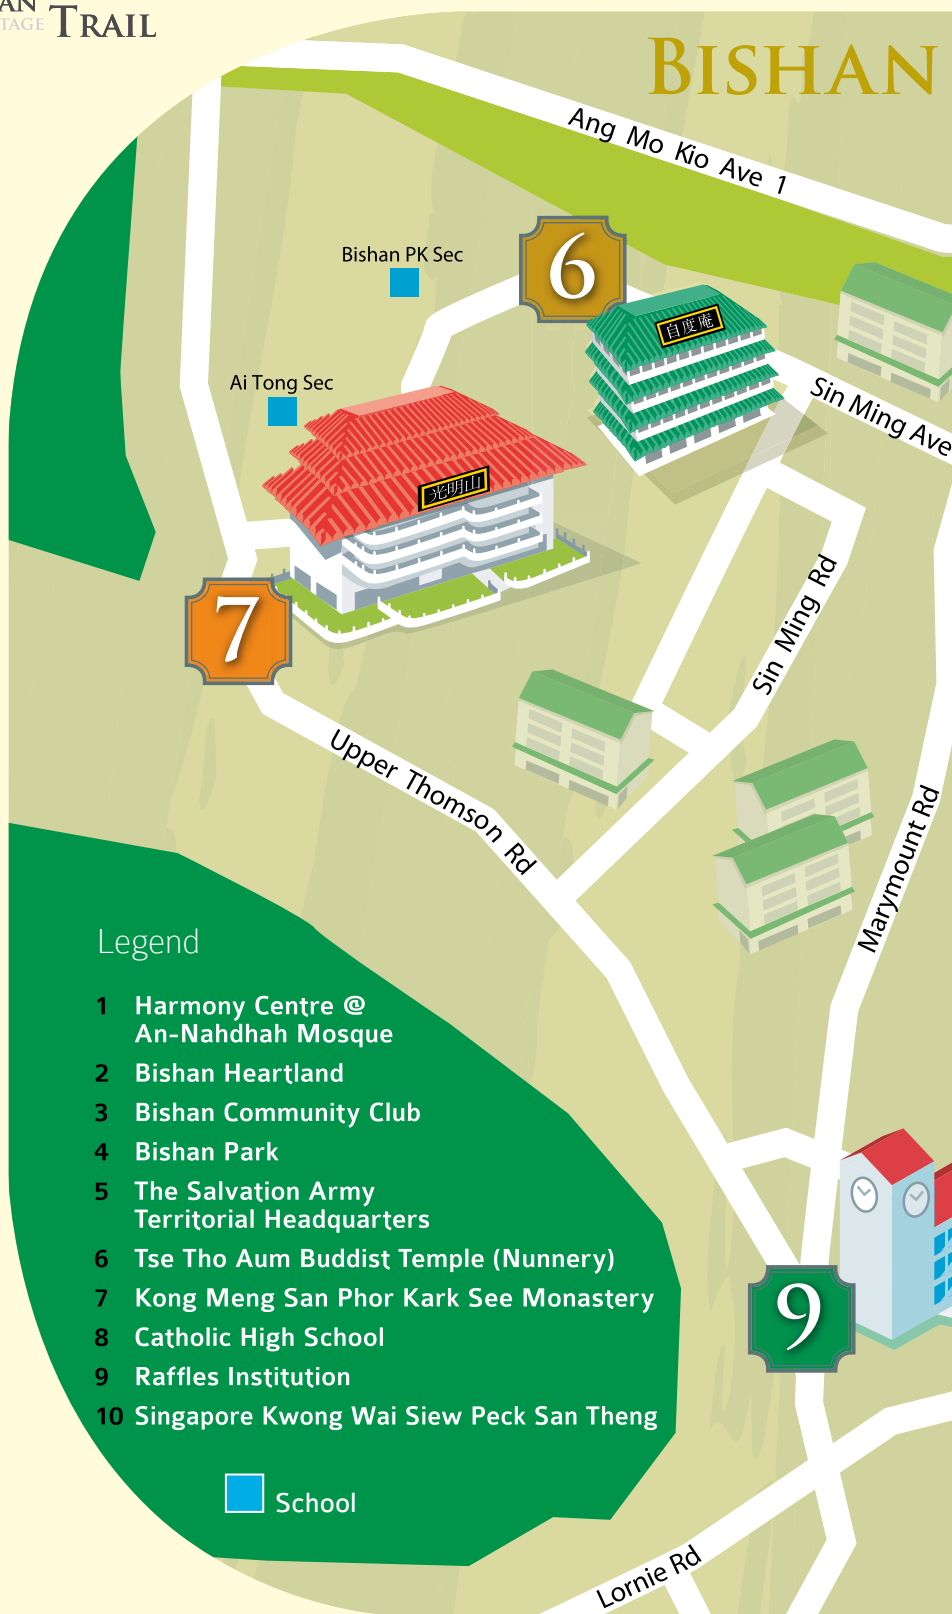 AN
TAGE TRAIL
BISHAN
Ang Mo Kio Ave 1
Bishan PK Sec
6
自度庵
Ai Tong Sec
Sin Ming Ave
光明山
Sin Ming Rd
7
Upper Thomson Rd
Marymount Rd
Legend
1 Harmony Centre @
An-Nahdhah Mosque
2 Bishan Heartland
3 Bishan Community Club
4 Bishan Park
5 The Salvation Army
Territorial Headquarters
6 Tse Tho Aum Buddist Temple (Nunnery)
7 Kong Meng San Phor Kark See Monastery
8 Catholic High School
9 Raffles Institution
10 Singapore Kwong Wai Siew Peck San Theng
School
9
Lornie Rd